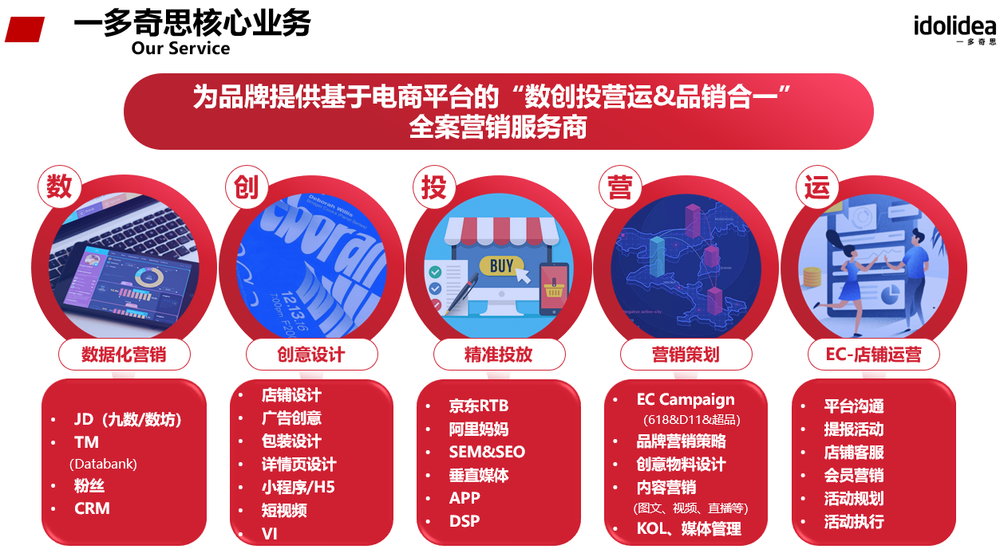 一多奇思核心业务
Our Service
idolidea
一多奇思
为品牌提供基于电商平台的“数创投营运&品销合一”
全案营销服务商
数
创
投
营
运
Deborah Willis
12.13.16
BUY
数据化营销
创意设计
精准投放
营销策划
EC-店铺运营
• JD（九数/数坊）
• TM
(Databank)
• 粉丝
• CRM
• 店铺设计
• 广告创意
• 包装设计
• 详情页设计
• 小程序/H5
• 短视频
• VI
• 京东RTB
• 阿里妈妈
• SEM&SEO
• 垂直媒体
• APP
• DSP
• EC Campaign
(618&D11&超品)
• 品牌营销策略
• 创意物料设计
• 内容营销
(图文、视频、直播等)
• KOL、媒体管理
• 平台沟通
• 提报活动
• 店铺客服
• 会员营销
• 活动规划
• 活动执行